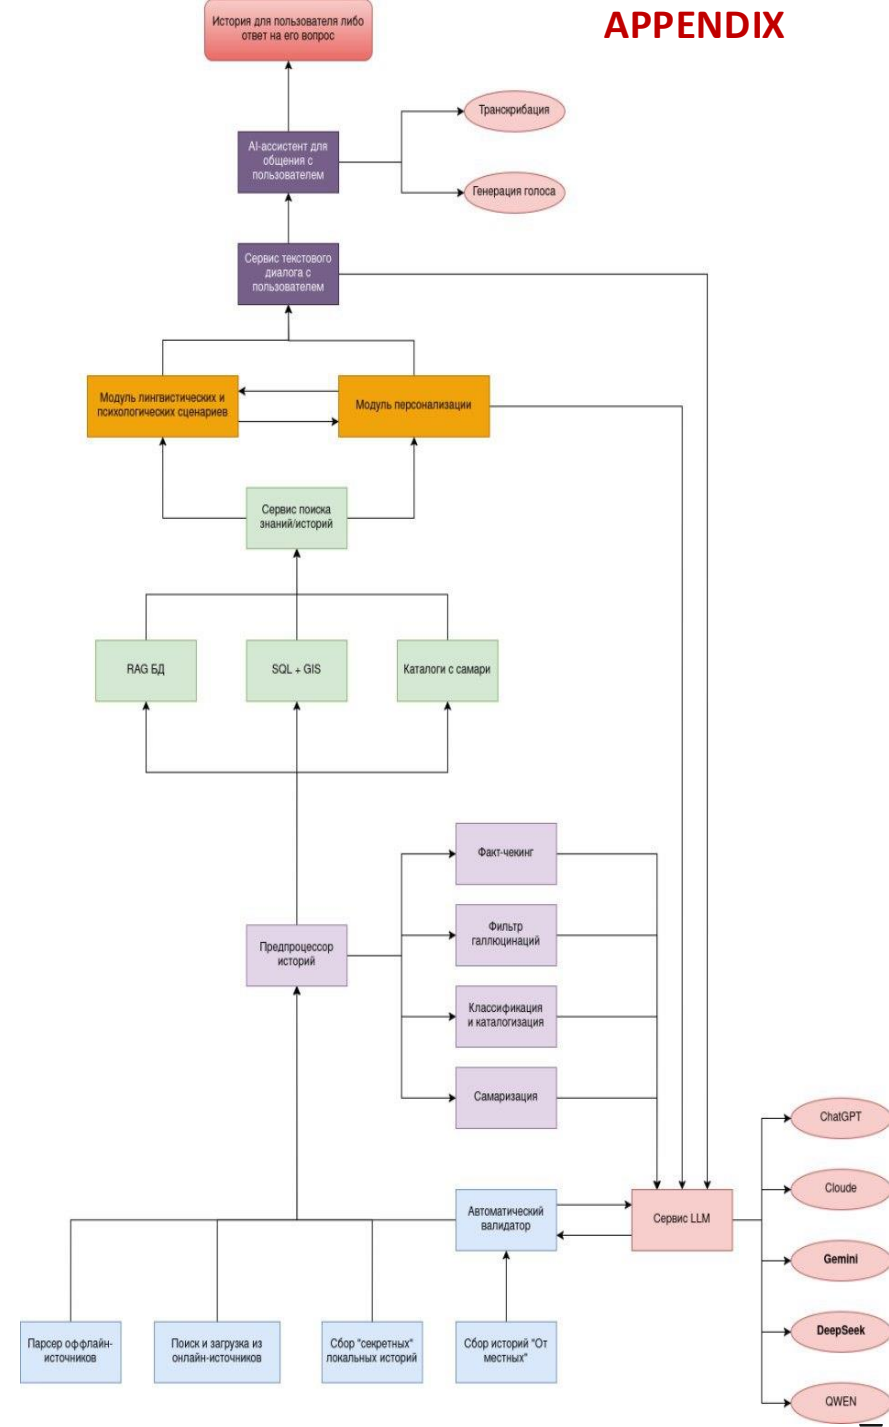 APPENDIX
История для пользователя либо
ответ на его вопрос
Транскрибация
AI-ассистент для
общения с
пользователем
Генерация голоса
Сервис текстового
диалога с
пользователем
Модуль лингвистических и
психологических сценариев
Модуль персонализации
Сервис поиска
знаний/историй
RAG БД
SQL + GIS
Каталоги с самари
Факт-чекинг
Фильтр
галлюцинаций
Предпроцессор
историй
Классификация
и каталогизация
Самаризация
ChatGPT
Cloude
Автоматический
валидатор
Сервис LLM
Gemini
DeepSeek
Парсер оффлайн-
источников
Поиск и загрузка из
онлайн-источников
Сбор "секретных"
локальных историй
Сбор историй "От
местных"
QWEN